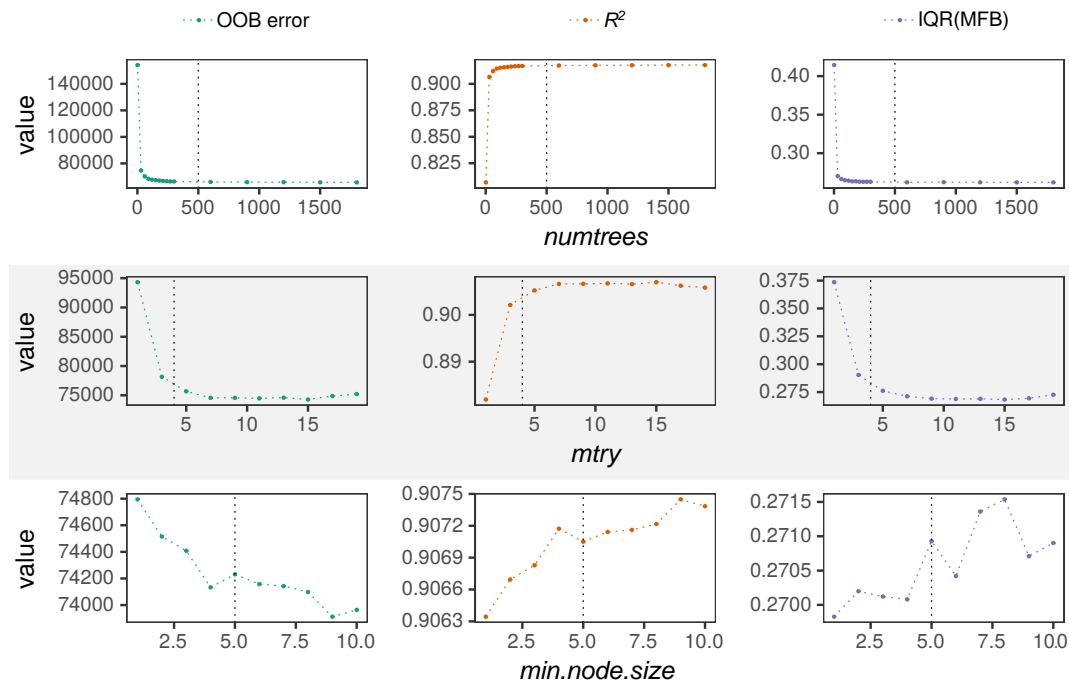 OOB error
R²
IQR(MFB)
value
140000
120000
100000
80000
0 500 1000 1500
0.900
0.875
0.850
0.825
0 500 1000 1500
0.40
0.35
0.30
0 500 1000 1500
numtrees
value
95000
90000
85000
80000
75000
5 10 15
0.90
0.89
5 10 15
0.375
0.350
0.325
0.300
0.275
5 10 15
mtry
value
74800
74600
74400
74200
74000
2.5 5.0 7.5 10.0
0.9075
0.9072
0.9069
0.9066
0.9063
2.5 5.0 7.5 10.0
0.2715
0.2710
0.2705
0.2700
2.5 5.0 7.5 10.0
min.node.size